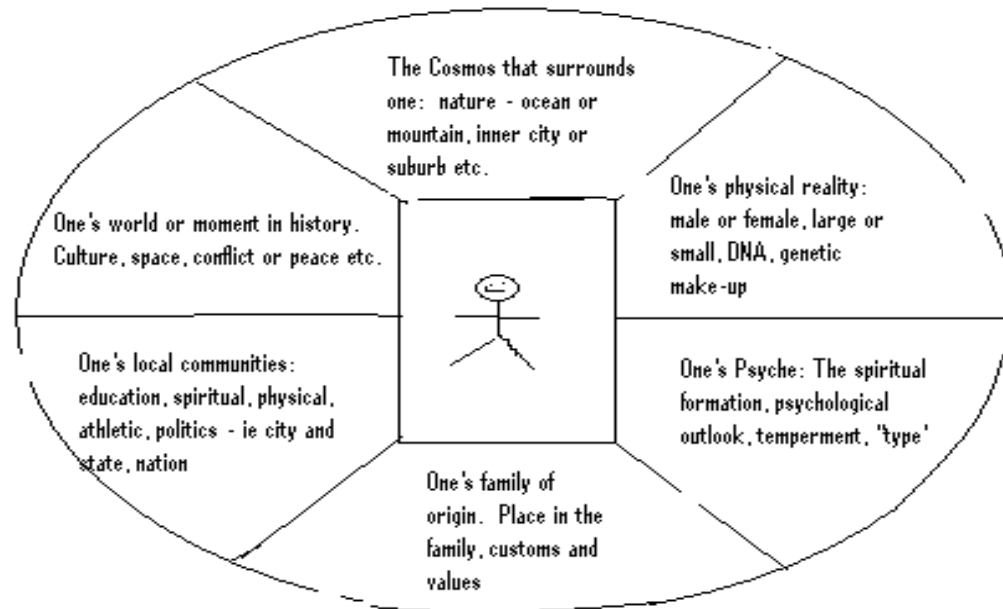 The Cosmos that surrounds
one: nature - ocean or
mountain, inner city or
suburb etc.
One's physical reality:
male or female, large or
small, DNA, genetic
make-up
One's world or moment in history.
Culture, space, conflict or peace etc.
One's local communities:
education, spiritual, physical,
athletic, politics - ie city and
state, nation
One's Psyche: The spiritual
formation, psychological
outlook, temperment, "type'
One's family of
origin. Place in the
family, customs and
values